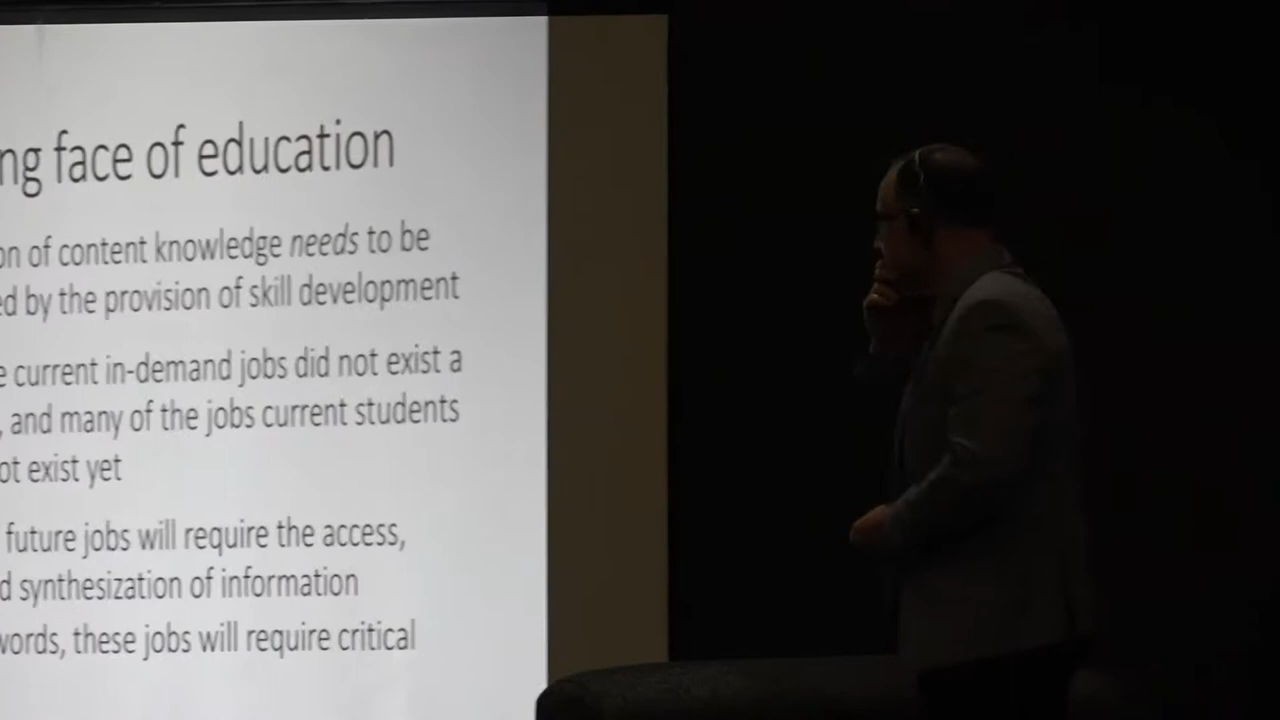 ng face of education
on of content knowledge needs to be
ed by the provision of skill development
e current in-demand jobs did not exist a
, and many of the jobs current students
ot exist yet
future jobs will require the access,
d synthesization of information
words, these jobs will require critical